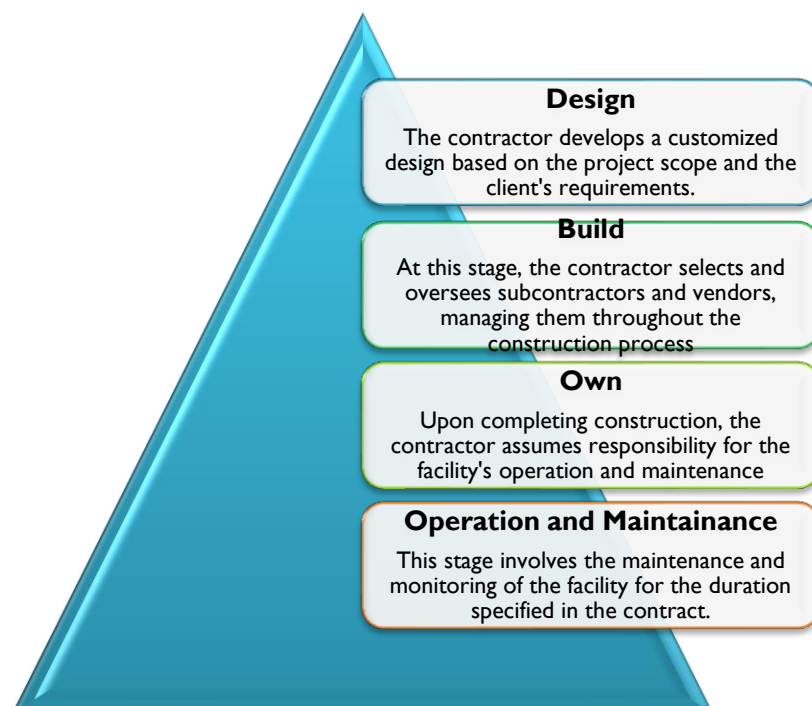 Design
The contractor develops a customized
design based on the project scope and the
client's requirements.
Build
At this stage, the contractor selects and
oversees subcontractors and vendors,
managing them throughout the
construction process
Own
Upon completing construction, the
contractor assumes responsibility for the
facility's operation and maintenance
Operation and Maintainance
This stage involves the maintenance and
monitoring of the facility for the duration
specified in the contract.